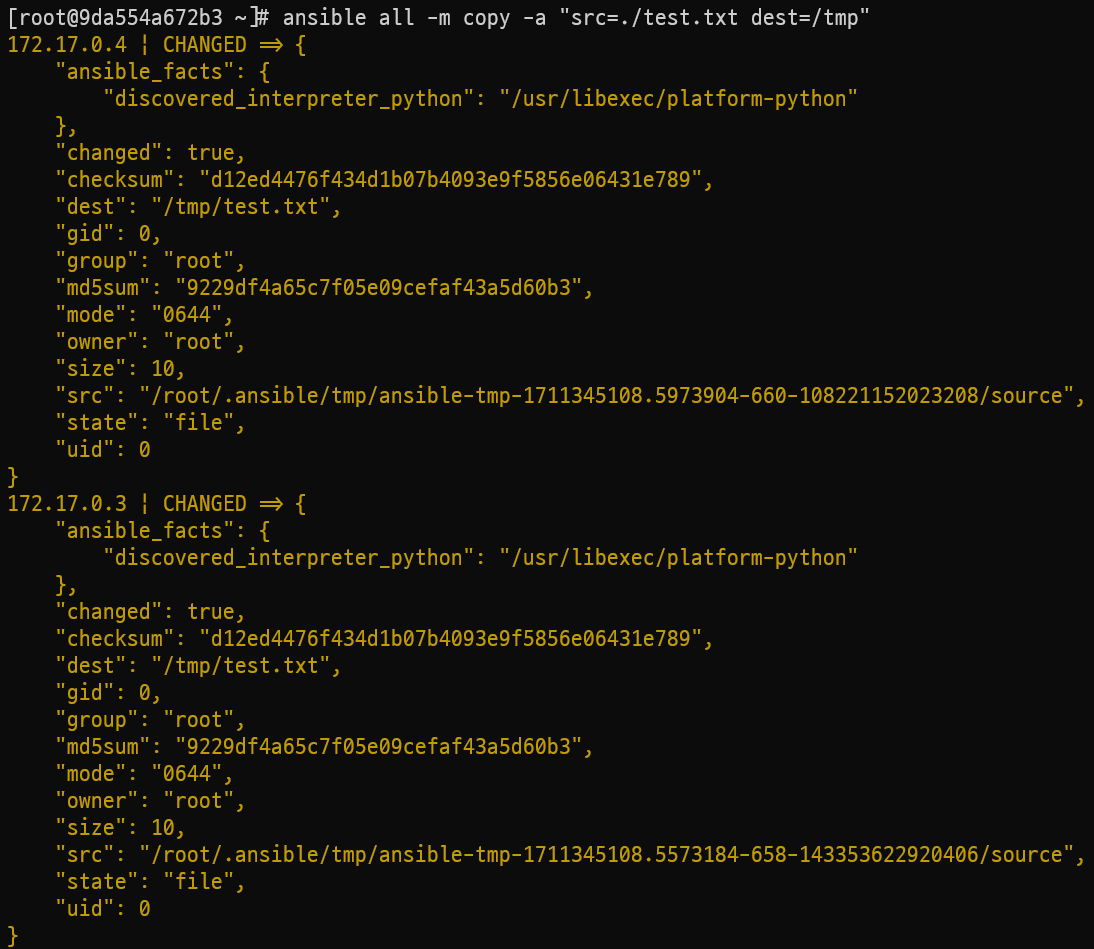 [root@9da554a672b3 ~]# ansible all -m copy -a "src=./test.txt dest=/tmp"
172.17.0.4 | CHANGED => {
    "ansible_facts": {
        "discovered_interpreter_python": "/usr/libexec/platform-python"
    },
    "changed": true,
    "checksum": "d12ed4476f434d1b07b4093e9f5856e06431e789",
    "dest": "/tmp/test.txt",
    "gid": 0,
    "group": "root",
    "md5sum": "9229df4a65c7f05e09cefaf43a5d60b3",
    "mode": "0644",
    "owner": "root",
    "size": 10,
    "src": "/root/.ansible/tmp/ansible-tmp-1711345108.5973904-660-108221152023208/source",
    "state": "file",
    "uid": 0
}
172.17.0.3 | CHANGED => {
    "ansible_facts": {
        "discovered_interpreter_python": "/usr/libexec/platform-python"
    },
    "changed": true,
    "checksum": "d12ed4476f434d1b07b4093e9f5856e06431e789",
    "dest": "/tmp/test.txt",
    "gid": 0,
    "group": "root",
    "md5sum": "9229df4a65c7f05e09cefaf43a5d60b3",
    "mode": "0644",
    "owner": "root",
    "size": 10,
    "src": "/root/.ansible/tmp/ansible-tmp-1711345108.5573184-658-143353622920406/source",
    "state": "file",
    "uid": 0
}